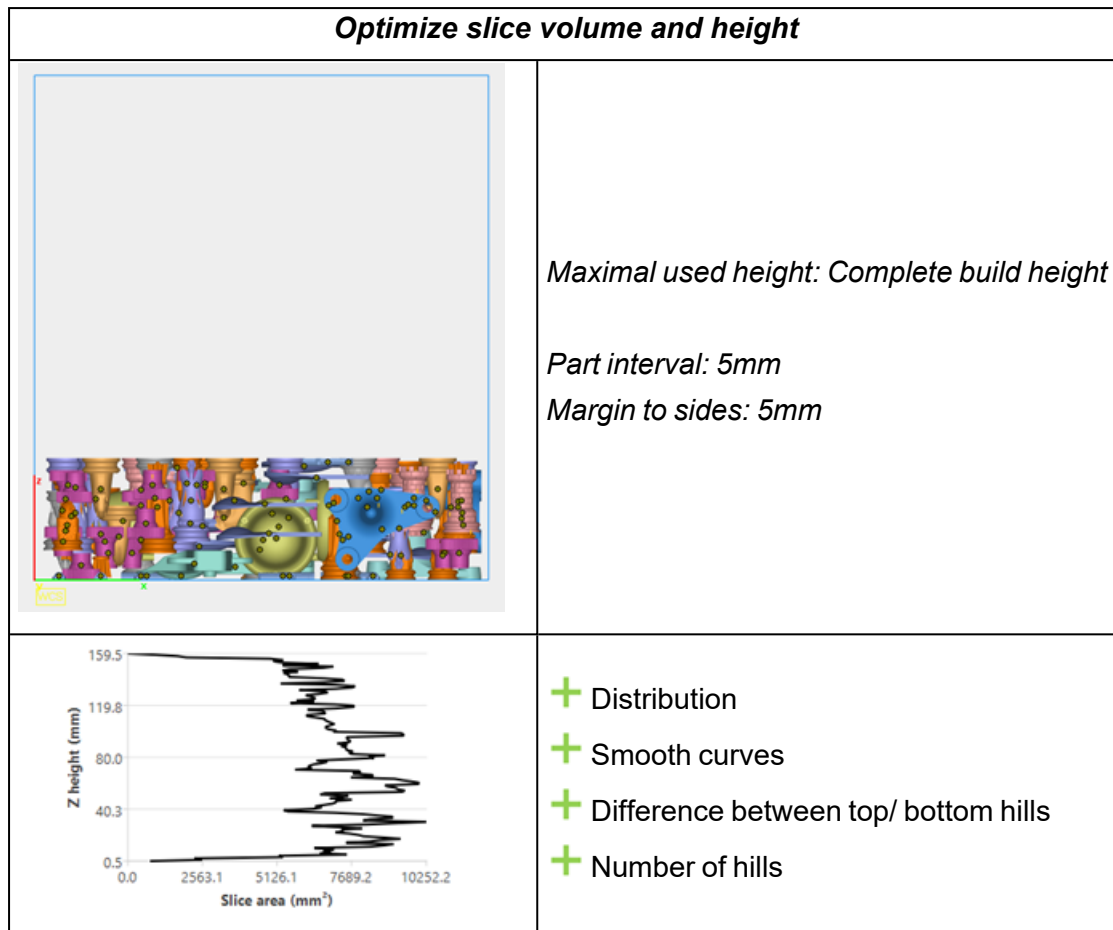 Optimize slice volume and height
z
x
WCS
Maximal used height: Complete build height
Part interval: 5mm
Margin to sides: 5mm
Z height (mm)
159.5
119.8
80.0
40.3
0.5
0.0 2563.1 5126.1 7689.2 10252.2
Slice area (mm²)
Distribution
Smooth curves
Difference between top/ bottom hills
Number of hills